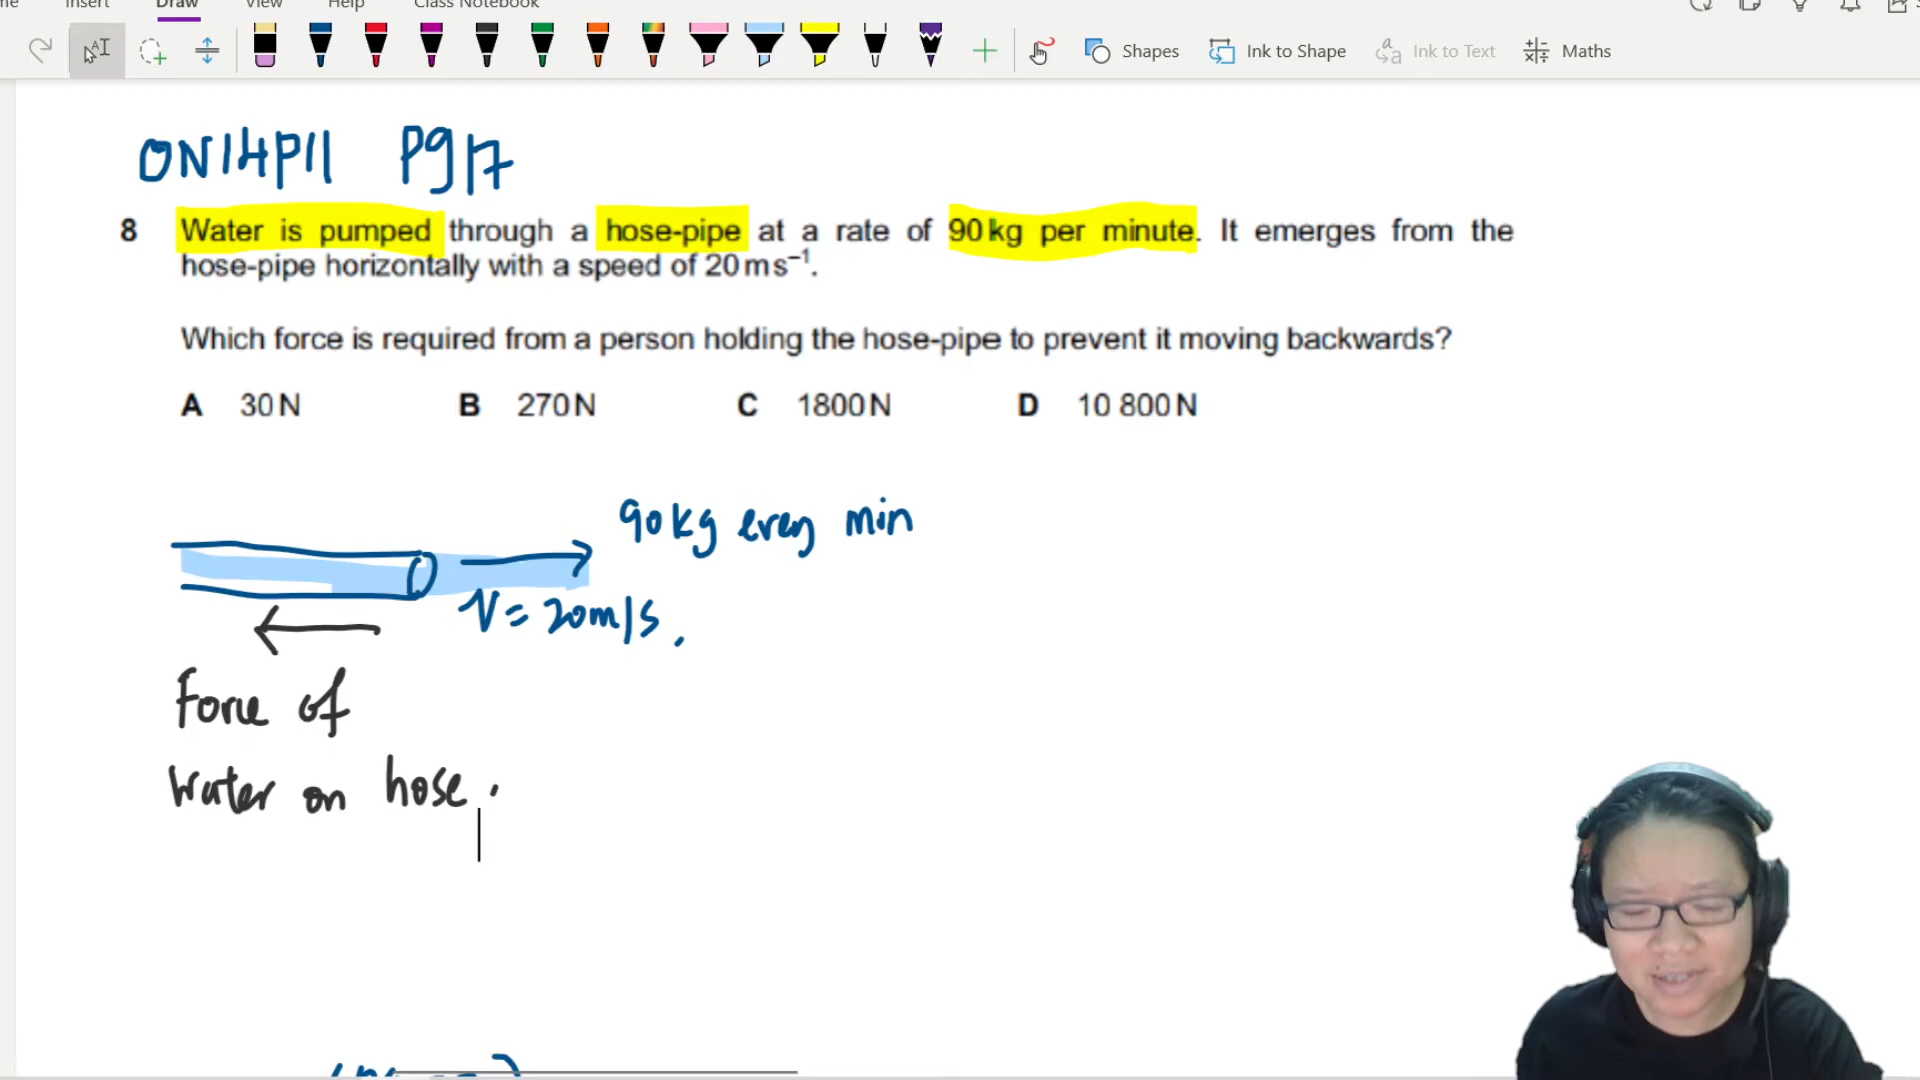 Insert Draw View Help Class Notebook
Shapes Ink to Shape Ink to Text Maths
ON14P11 Pg17
8 Water is pumped through a hose-pipe at a rate of 90 kg per minute. It emerges from the
hose-pipe horizontally with a speed of 20 m s⁻¹.
Which force is required from a person holding the hose-pipe to prevent it moving backwards?
A 30 N B 270 N C 1800 N D 10 800 N
90kg every min
V = 20m/s.
Force of
water on hose.